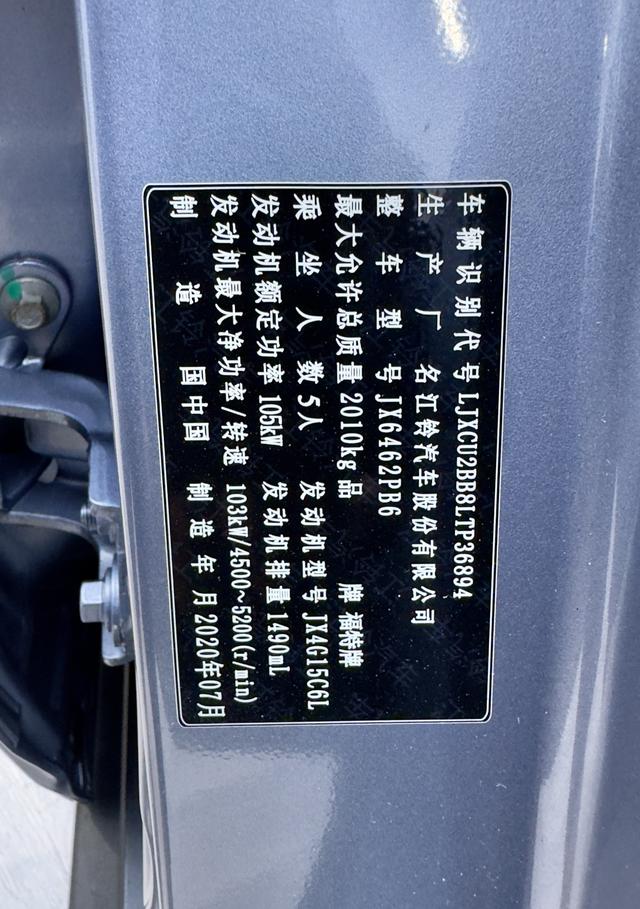 车辆识别代号 LJXCU2BB8LTP36894
生产厂名 江铃汽车股份有限公司
整车型号 JX6462PB6
最大允许总质量 2010kg 品牌 福特牌
乘坐人数 5人 发动机型号 JX4G15C6L
发动机额定功率 105kW 发动机排量 1490mL
发动机最大净功率/转速 103kW/4500~5200(r/min)
制造国 中国 制造年月 2020年07月